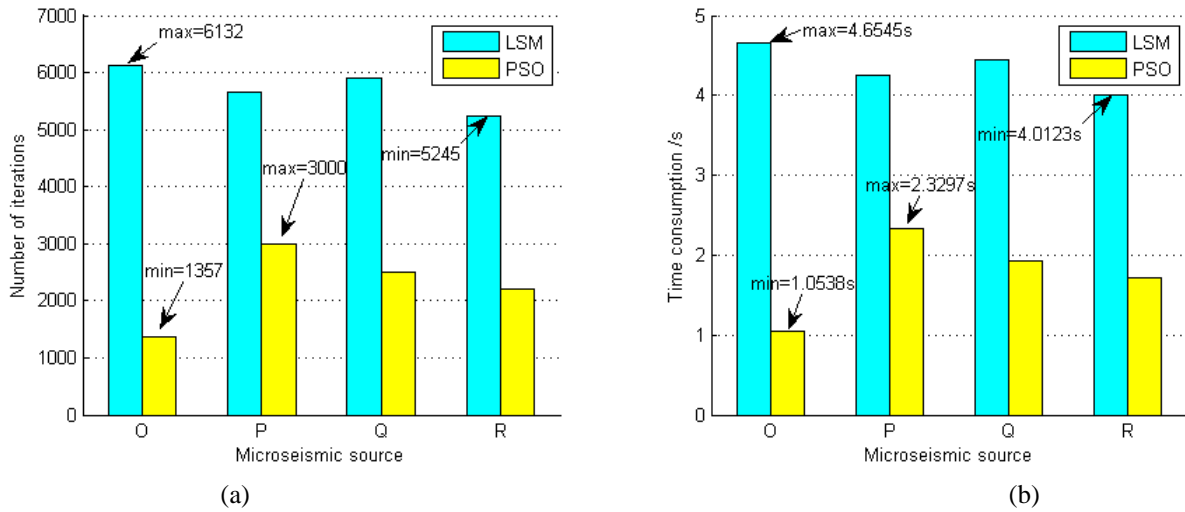 7000
6000
5000
4000
3000
2000
1000
0
Number of iterations
max=6132
LSM
PSO
min=5245
max=3000
min=1357
O P Q R
Microseismic source
(a)
5
4
3
2
1
0
Time consumption /s
max=4.6545s
LSM
PSO
min=4.0123s
max=2.3297s
min=1.0538s
O P Q R
Microseismic source
(b)